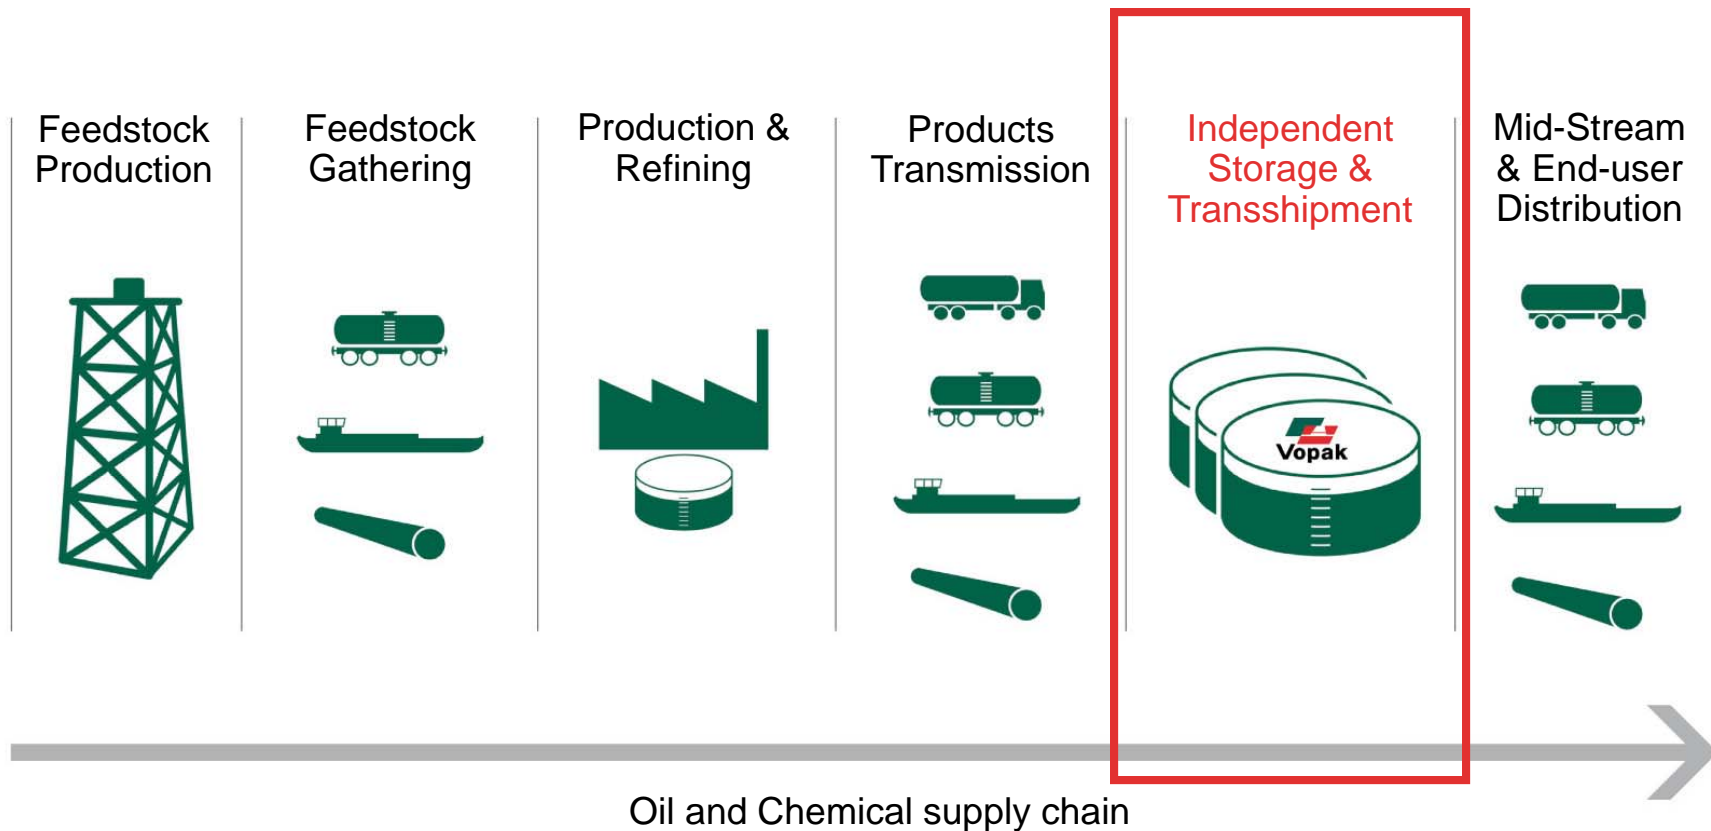 Feedstock
Production
Feedstock
Gathering
Production &
Refining
Products
Transmission
Independent
Storage &
Transshipment
Mid-Stream
& End-user
Distribution
Vopak
Oil and Chemical supply chain